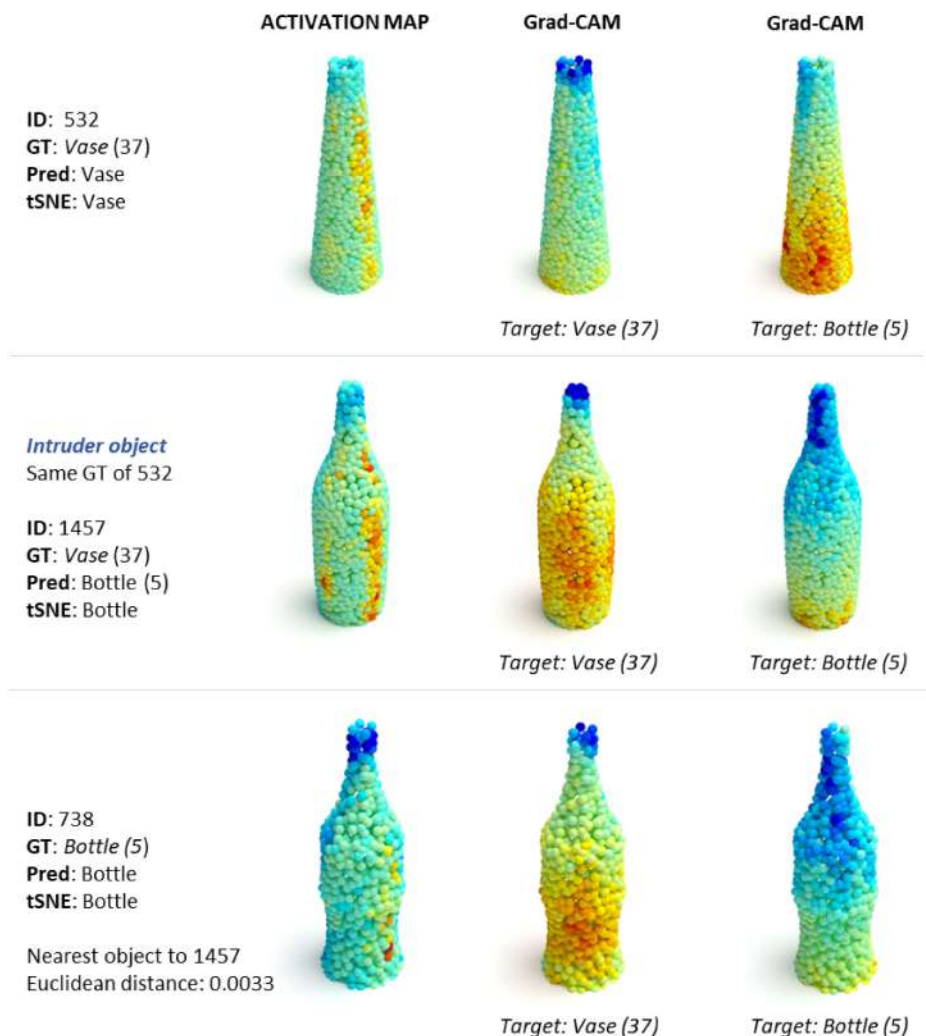 ACTIVATION MAP
Grad-CAM
Grad-CAM
ID: 532
GT: Vase (37)
Pred: Vase
tSNE: Vase
Target: Vase (37)
Target: Bottle (5)
Intruder object
Same GT of 532
ID: 1457
GT: Vase (37)
Pred: Bottle (5)
tSNE: Bottle
Target: Vase (37)
Target: Bottle (5)
ID: 738
GT: Bottle (5)
Pred: Bottle
tSNE: Bottle
Nearest object to 1457
Euclidean distance: 0.0033
Target: Vase (37)
Target: Bottle (5)